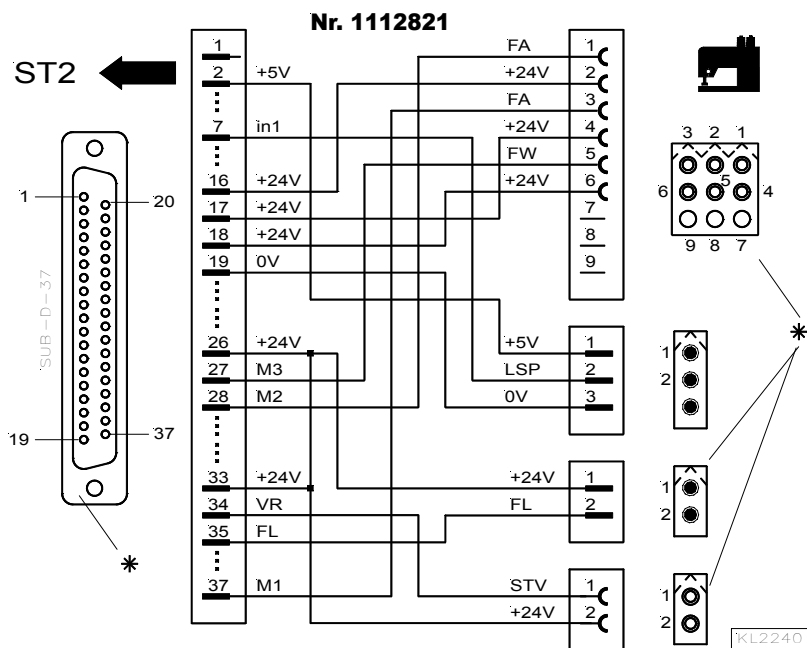 Nr. 1112821
ST2
1
2 +5V
7 in1
16 +24V
17 +24V
18 +24V
19 0V
26 +24V
27 M3
28 M2
33 +24V
34 VR
35 FL
37 M1
1
20
19
37
SUB-D-37
FA 1
+24V 2
FA 3
+24V 4
FW 5
+24V 6
7
8
9
+5V 1
LSP 2
0V 3
+24V 1
FL 2
STV 1
+24V 2
3 2 1
6 5 4
9 8 7
1
2
1
2
1
2
KL2240